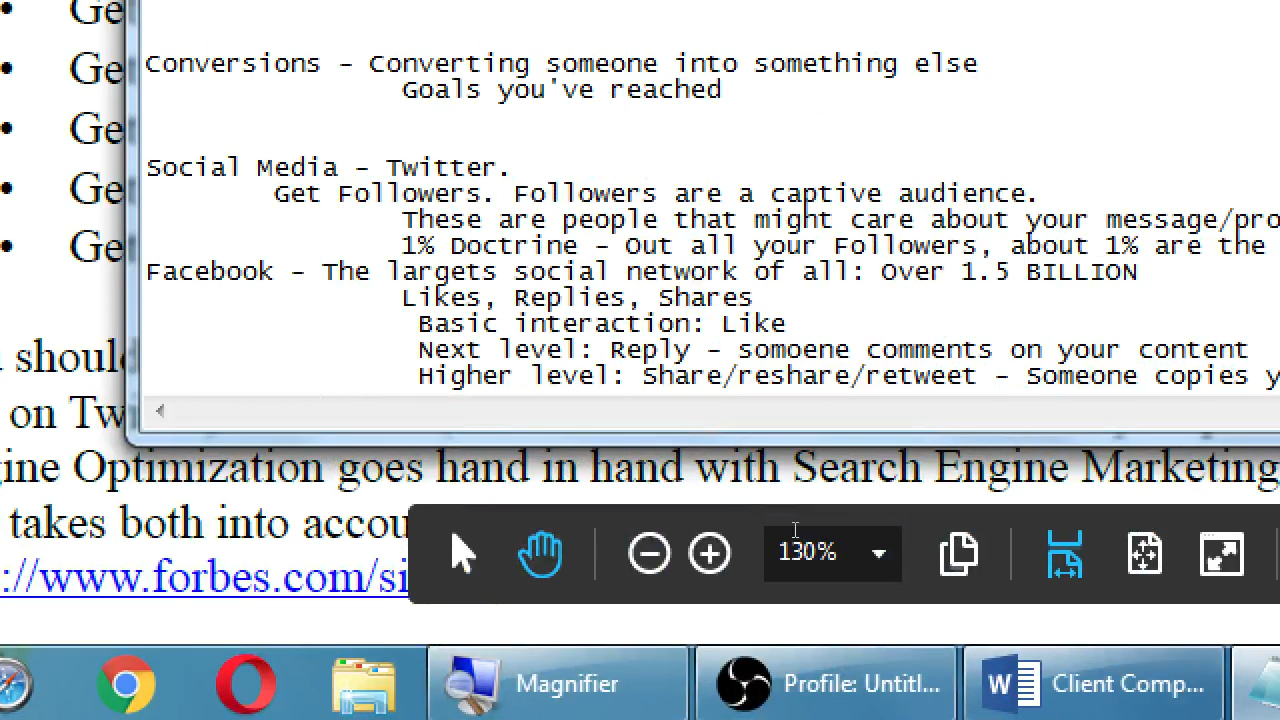 • Ge
• Ge
• Ge
• Ge
• Ge
Conversions – Converting someone into something else
Goals you've reached
Social Media – Twitter.
Get Followers. Followers are a captive audience.
These are people that might care about your message/pro
1% Doctrine – Out all your Followers, about 1% are the
Facebook – The largets social network of all: Over 1.5 BILLION
Likes, Replies, Shares
Basic interaction: Like
Next level: Reply – somoene comments on your content
Higher level: Share/reshare/retweet – Someone copies y
should
on Tw
gine Optimization goes hand in hand with Search Engine Marketing
takes both into accou
://www.forbes.com/si
130%
Magnifier
Profile: Untitl...
Client Comp...